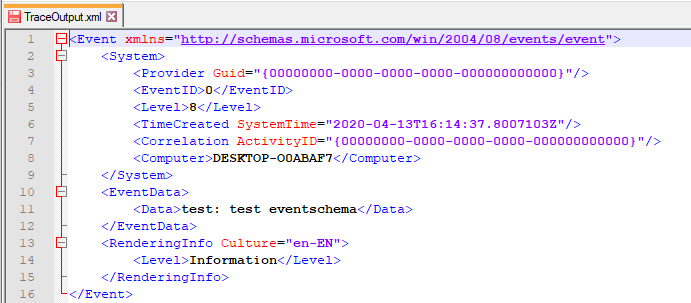 TraceOutput.xml
1 <Event xmlns="http://schemas.microsoft.com/win/2004/08/events/event">
2 <System>
3 <Provider Guid="{00000000-0000-0000-0000-000000000000}"/>
4 <EventID>0</EventID>
5 <Level>8</Level>
6 <TimeCreated SystemTime="2020-04-13T16:14:37.8007103Z"/>
7 <Correlation ActivityID="{00000000-0000-0000-0000-000000000000}"/>
8 <Computer>DESKTOP-O0ABAF7</Computer>
9 </System>
10 <EventData>
11 <Data>test: test eventschema</Data>
12 </EventData>
13 <RenderingInfo Culture="en-EN">
14 <Level>Information</Level>
15 </RenderingInfo>
16 </Event>